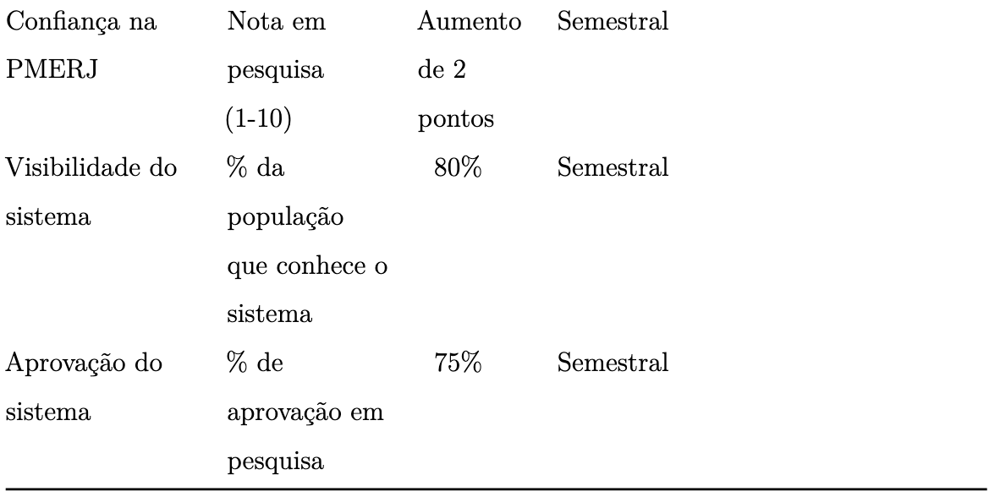 Confiança na Nota em Aumento Semestral
PMERJ pesquisa de 2
(1-10) pontos
Visibilidade do % da 80% Semestral
sistema população
que conhece o
sistema
Aprovação do % de 75% Semestral
sistema aprovação em
pesquisa